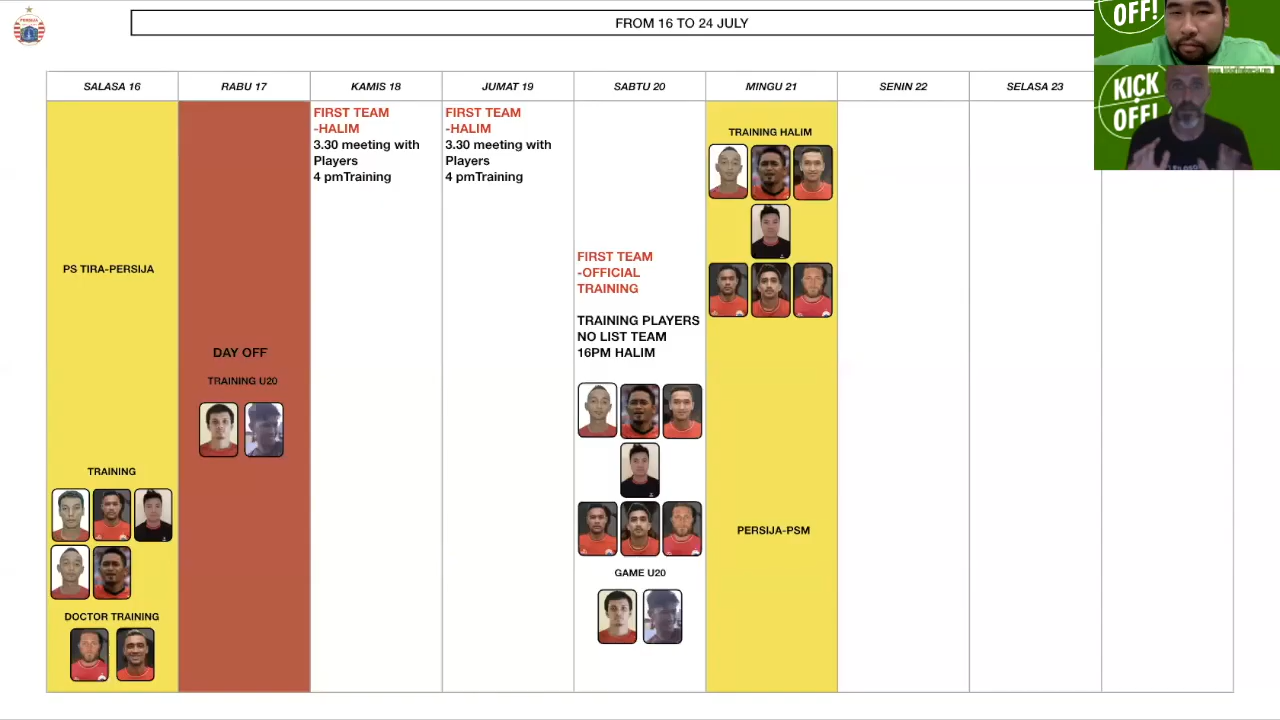 PERSIJA
FROM 16 TO 24 JULY
OFF!
KICK
OFF!
SALASA 16
RABU 17
KAMIS 18
JUMAT 19
SABTU 20
MINGU 21
SENIN 22
SELASA 23
PS TIRA-PERSIJA
TRAINING
DOCTOR TRAINING
DAY OFF
TRAINING U20
FIRST TEAM
-HALIM
3.30 meeting with
Players
4 pmTraining
FIRST TEAM
-HALIM
3.30 meeting with
Players
4 pmTraining
FIRST TEAM
-OFFICIAL
TRAINING
TRAINING PLAYERS
NO LIST TEAM
16PM HALIM
GAME U20
TRAINING HALIM
PERSIJA-PSM